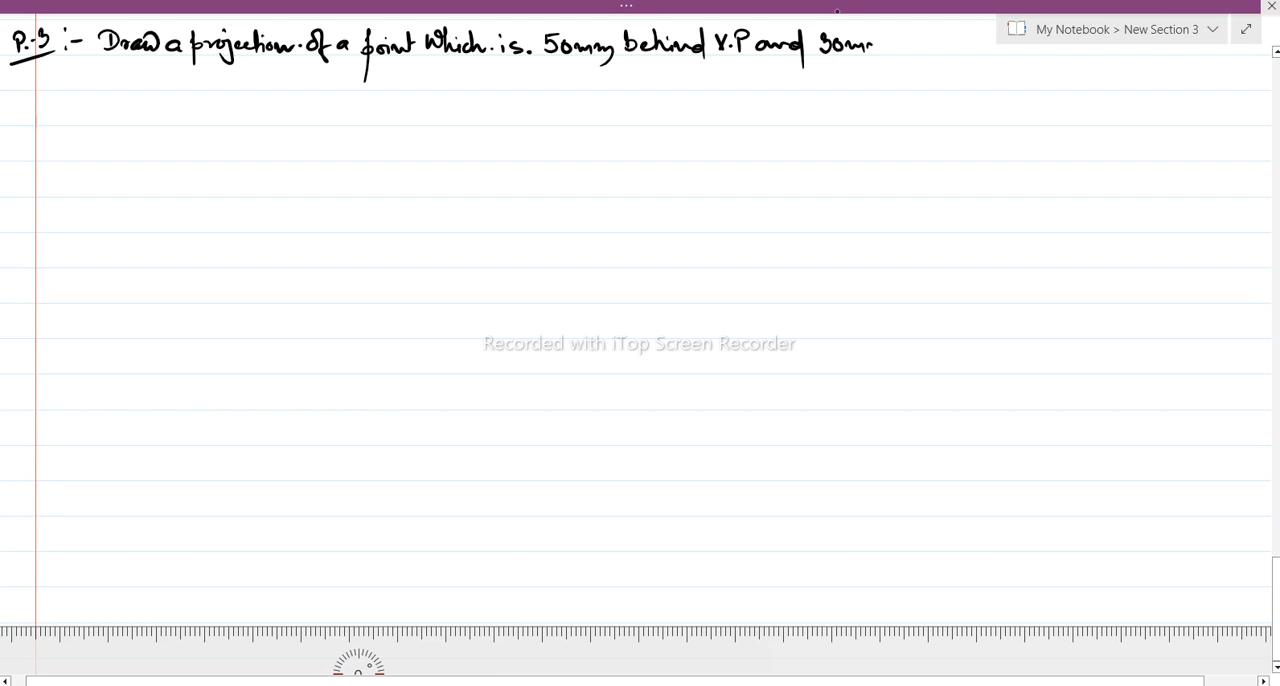 My Notebook > New Section 3
P.-3 :- Draw a projection of a point which is 50mm behind V.P and 30mm
Recorded with iTop Screen Recorder